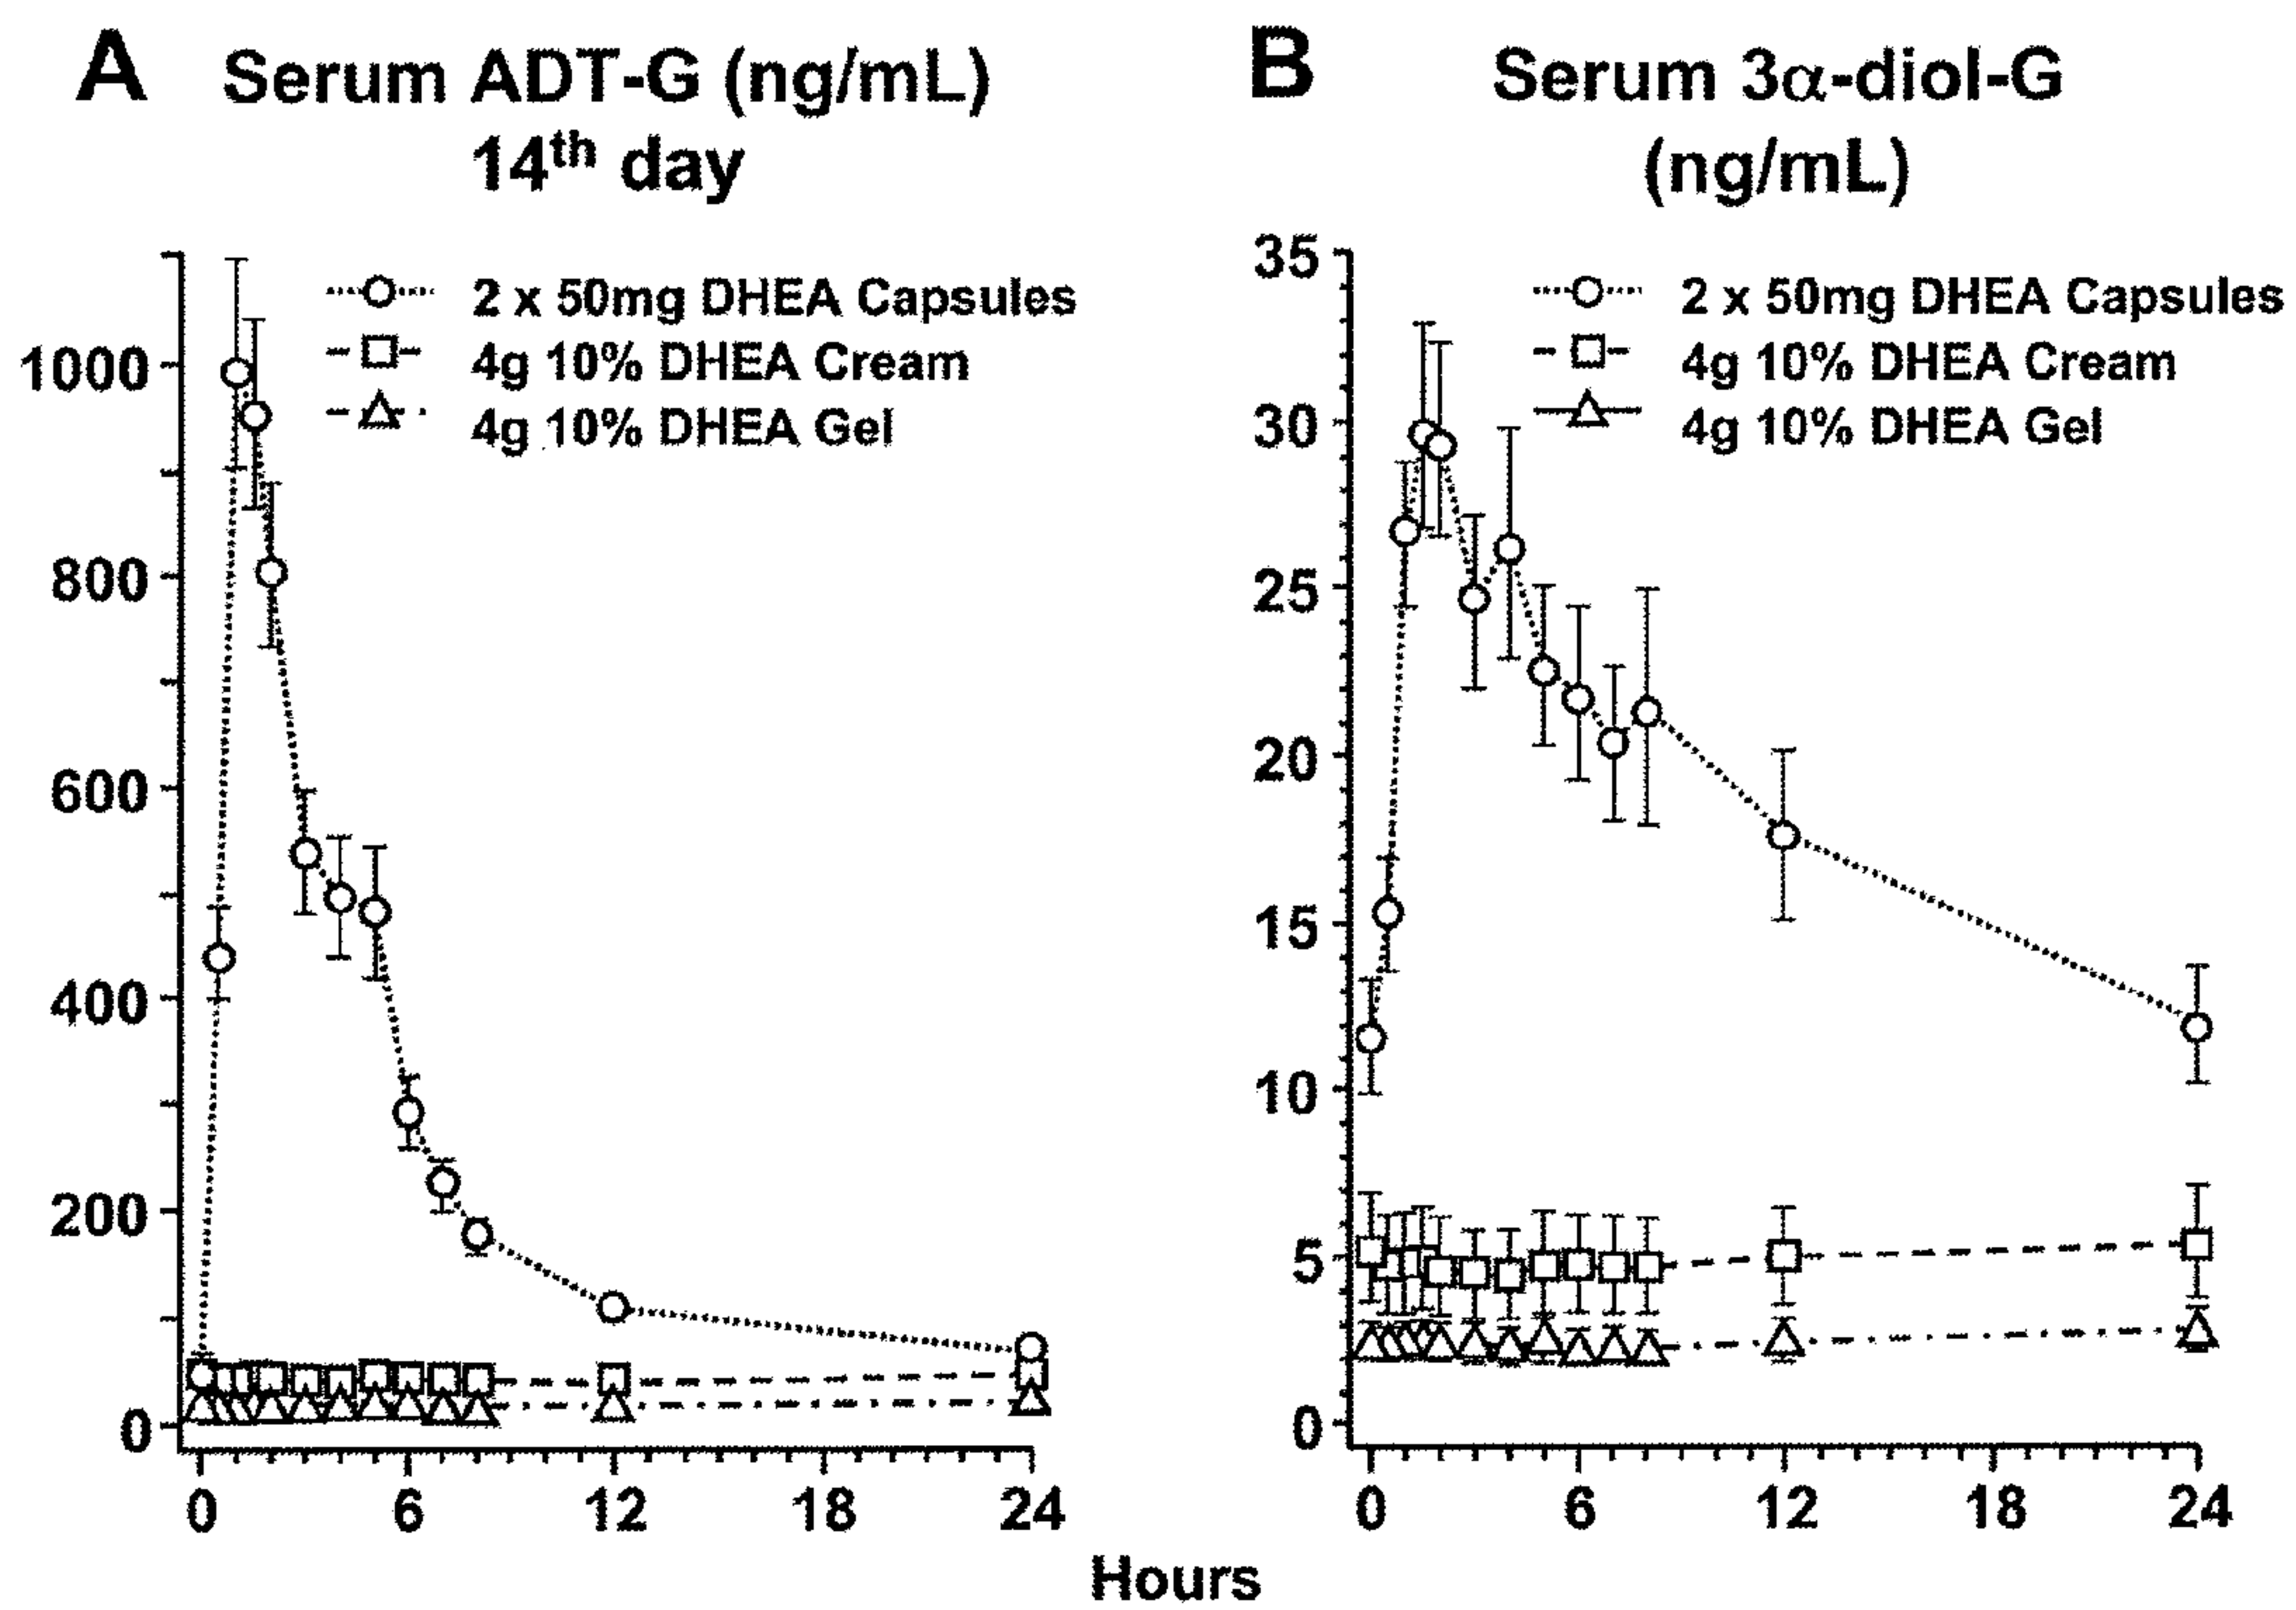 A Serum ADT-G (ng/mL)
14th day
1000
800
600
400
200
0
2 x 50mg DHEA Capsules
4g 10% DHEA Cream
4g 10% DHEA Gel
0 6 12 18 24
B Serum 3α-diol-G
(ng/mL)
35
30
25
20
15
10
5
0
2 x 50mg DHEA Capsules
4g 10% DHEA Cream
4g 10% DHEA Gel
0 6 12 18 24
Hours